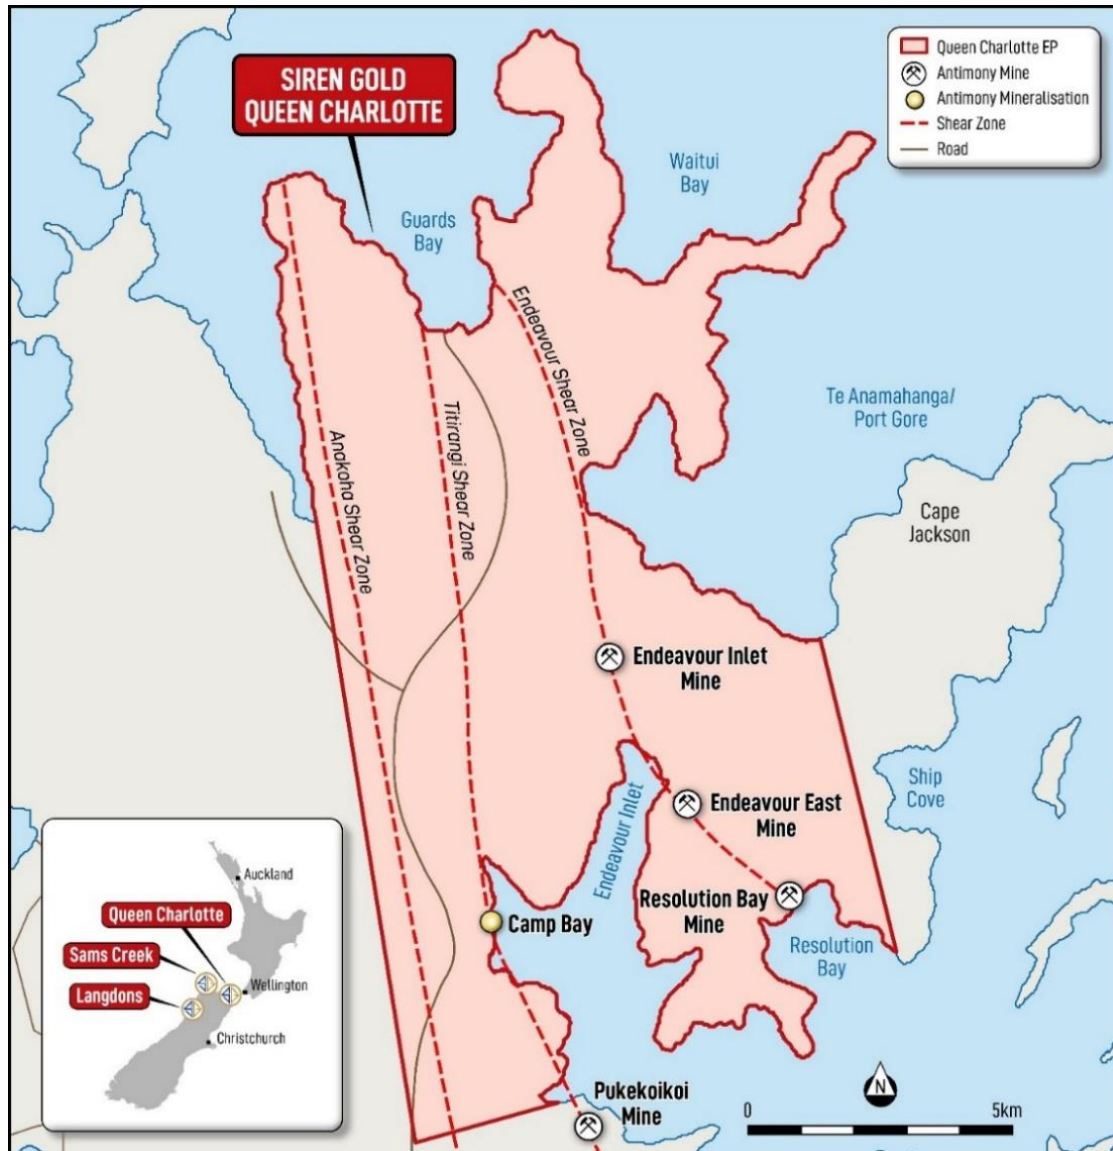 SIREN GOLD
QUEEN CHARLOTTE
Queen Charlotte EP
Antimony Mine
Antimony Mineralisation
Shear Zone
Road
Waitui
Bay
Guards
Bay
Endeavour Shear Zone
Titirangi Shear Zone
Anakoha Shear Zone
Te Anamahanga/
Port Gore
Cape
Jackson
Endeavour Inlet
Mine
Ship
Cove
Endeavour East
Mine
Endeavour Inlet
Resolution Bay
Mine
Resolution
Bay
Camp Bay
Pukekoikoi
Mine
N
0
5km
Auckland
Queen Charlotte
Sams Creek
Langdons
Wellington
Christchurch